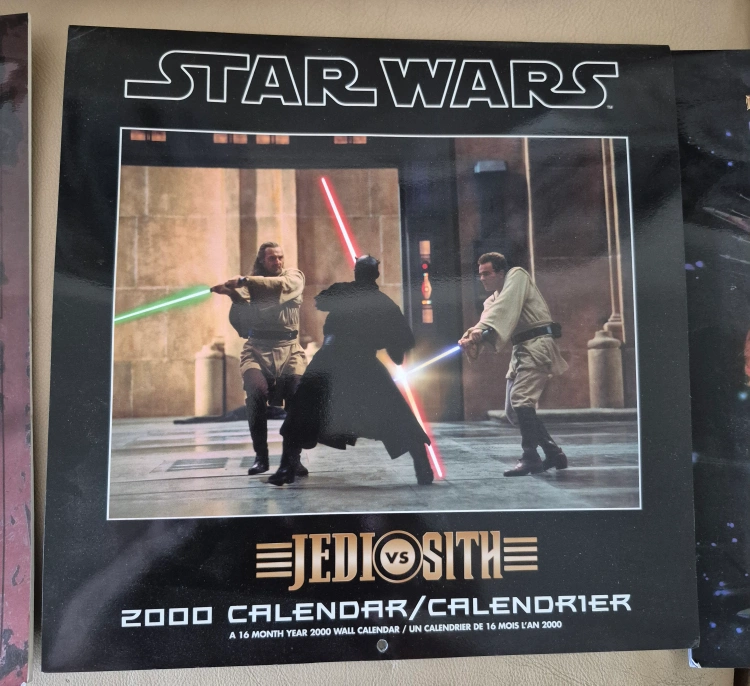 STAR WARS
TM
JEDI VS SITH
2000 CALENDAR/CALENDRIER
A 16 MONTH YEAR 2000 WALL CALENDAR / UN CALENDRIER DE 16 MOIS L'AN 2000